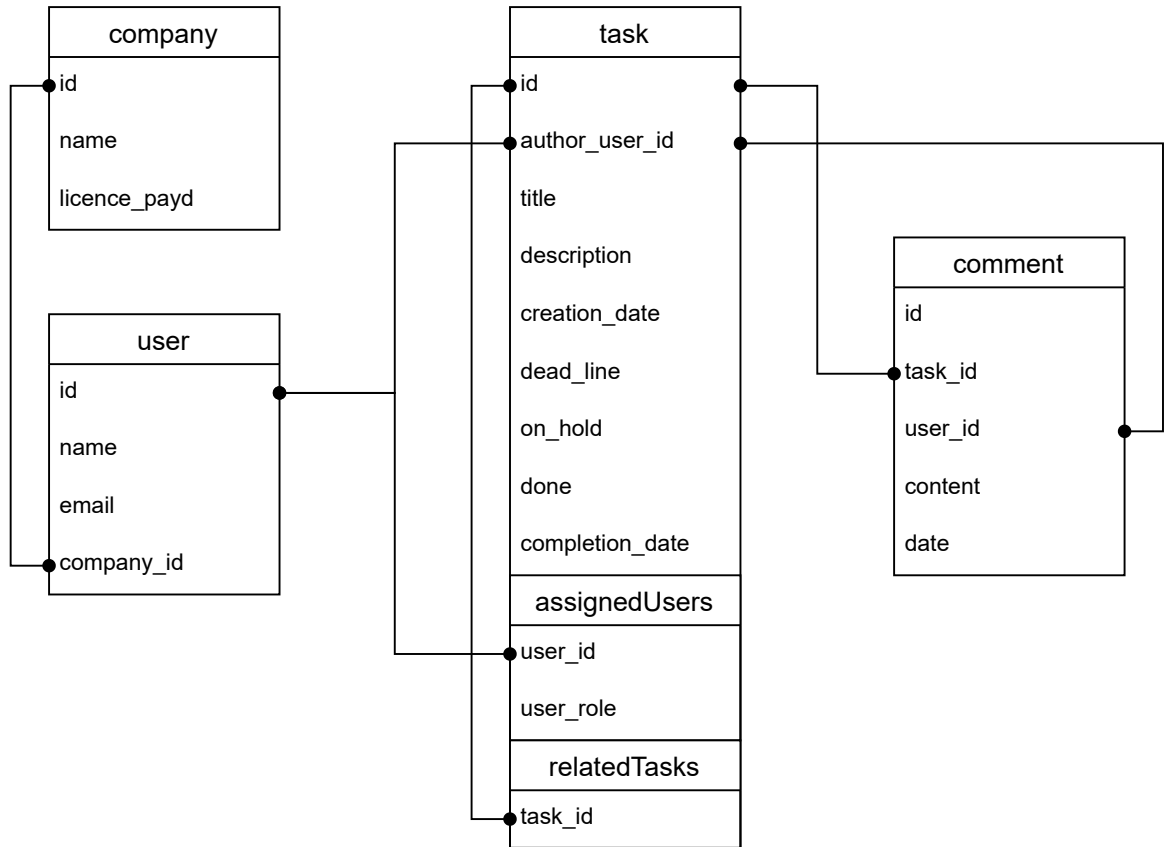 company
id
name
licence_payd
user
id
name
email
company_id
task
id
author_user_id
title
description
creation_date
dead_line
on_hold
done
completion_date
assignedUsers
user_id
user_role
relatedTasks
task_id
comment
id
task_id
user_id
content
date